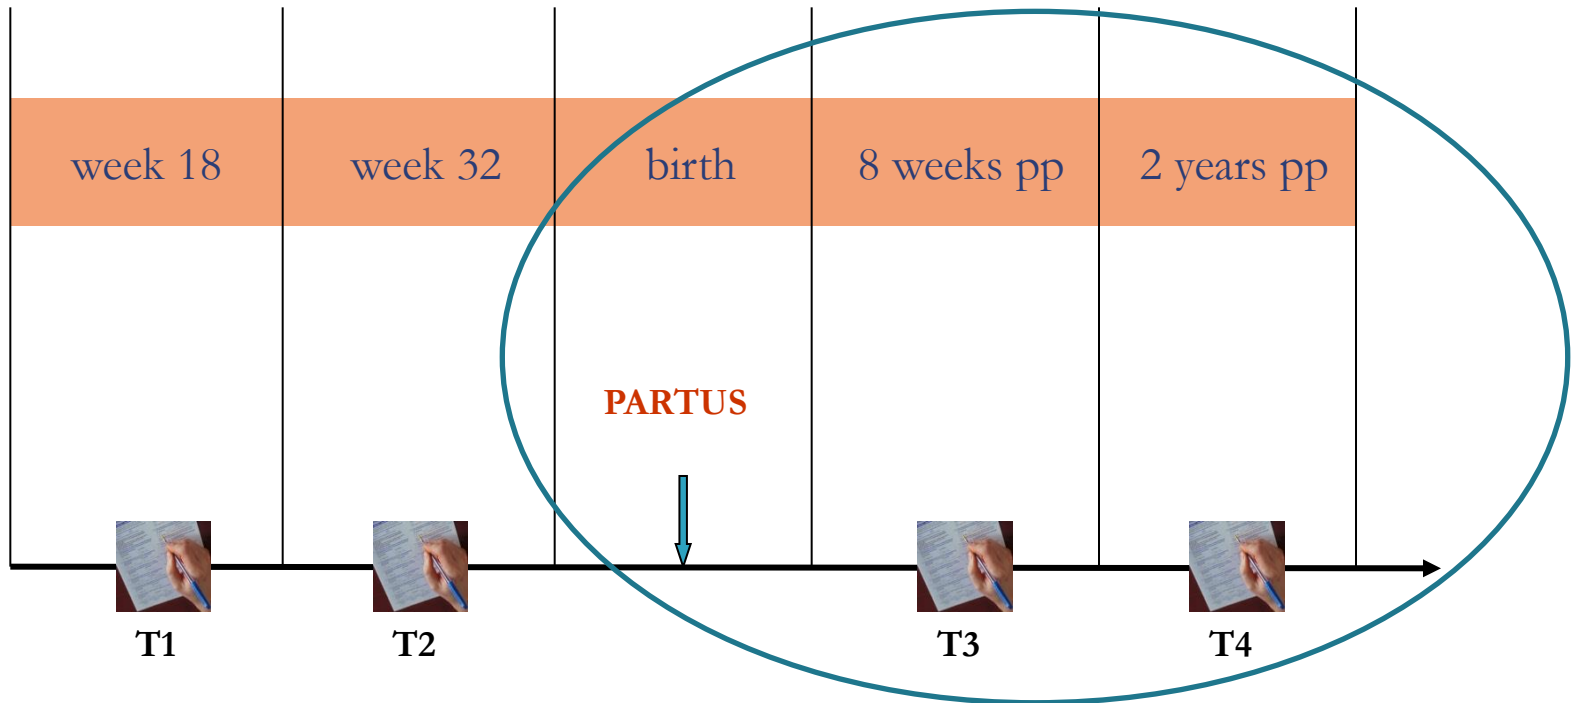 week 18
week 32
birth
8 weeks pp
2 years pp
PARTUS
T1
T2
T3
T4